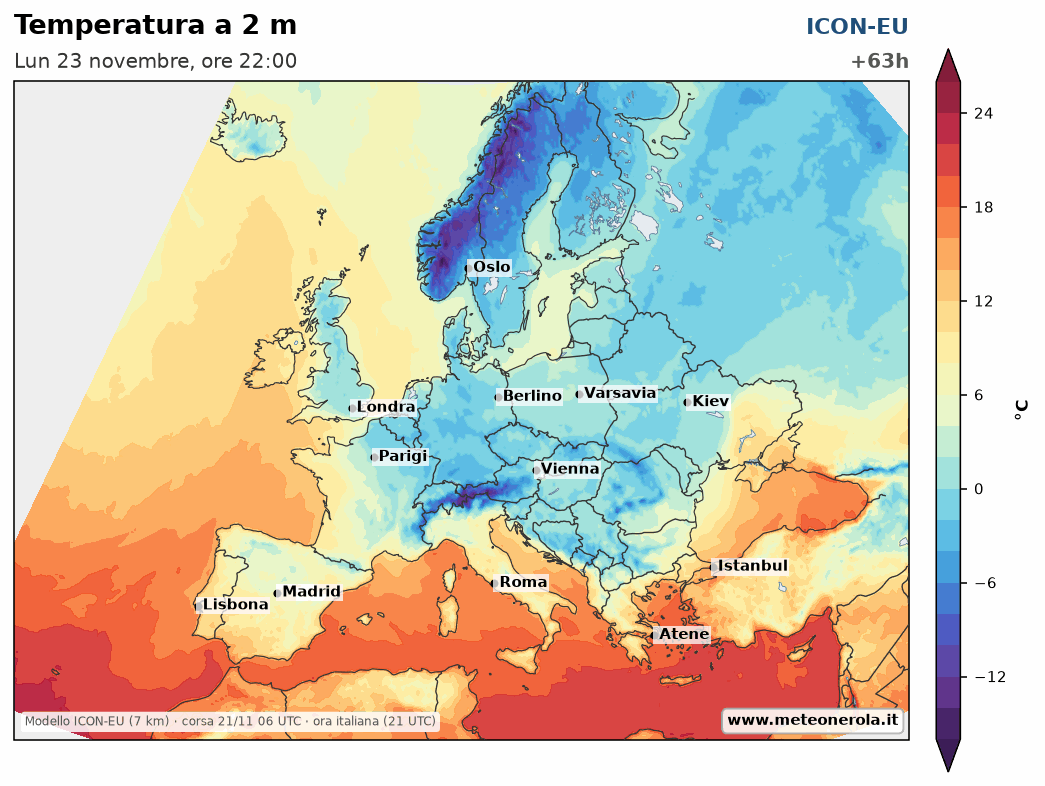 Temperatura a 2 m
ICON-EU
Lun 23 novembre, ore 22:00
+63h
24
18
12
6
0
−6
−12
°C
Oslo
Londra
Berlino
Varsavia
Kiev
Parigi
Vienna
Istanbul
Roma
Madrid
Lisbona
Atene
Modello ICON-EU (7 km) · corsa 21/11 06 UTC · ora italiana (21 UTC)
www.meteonerola.it